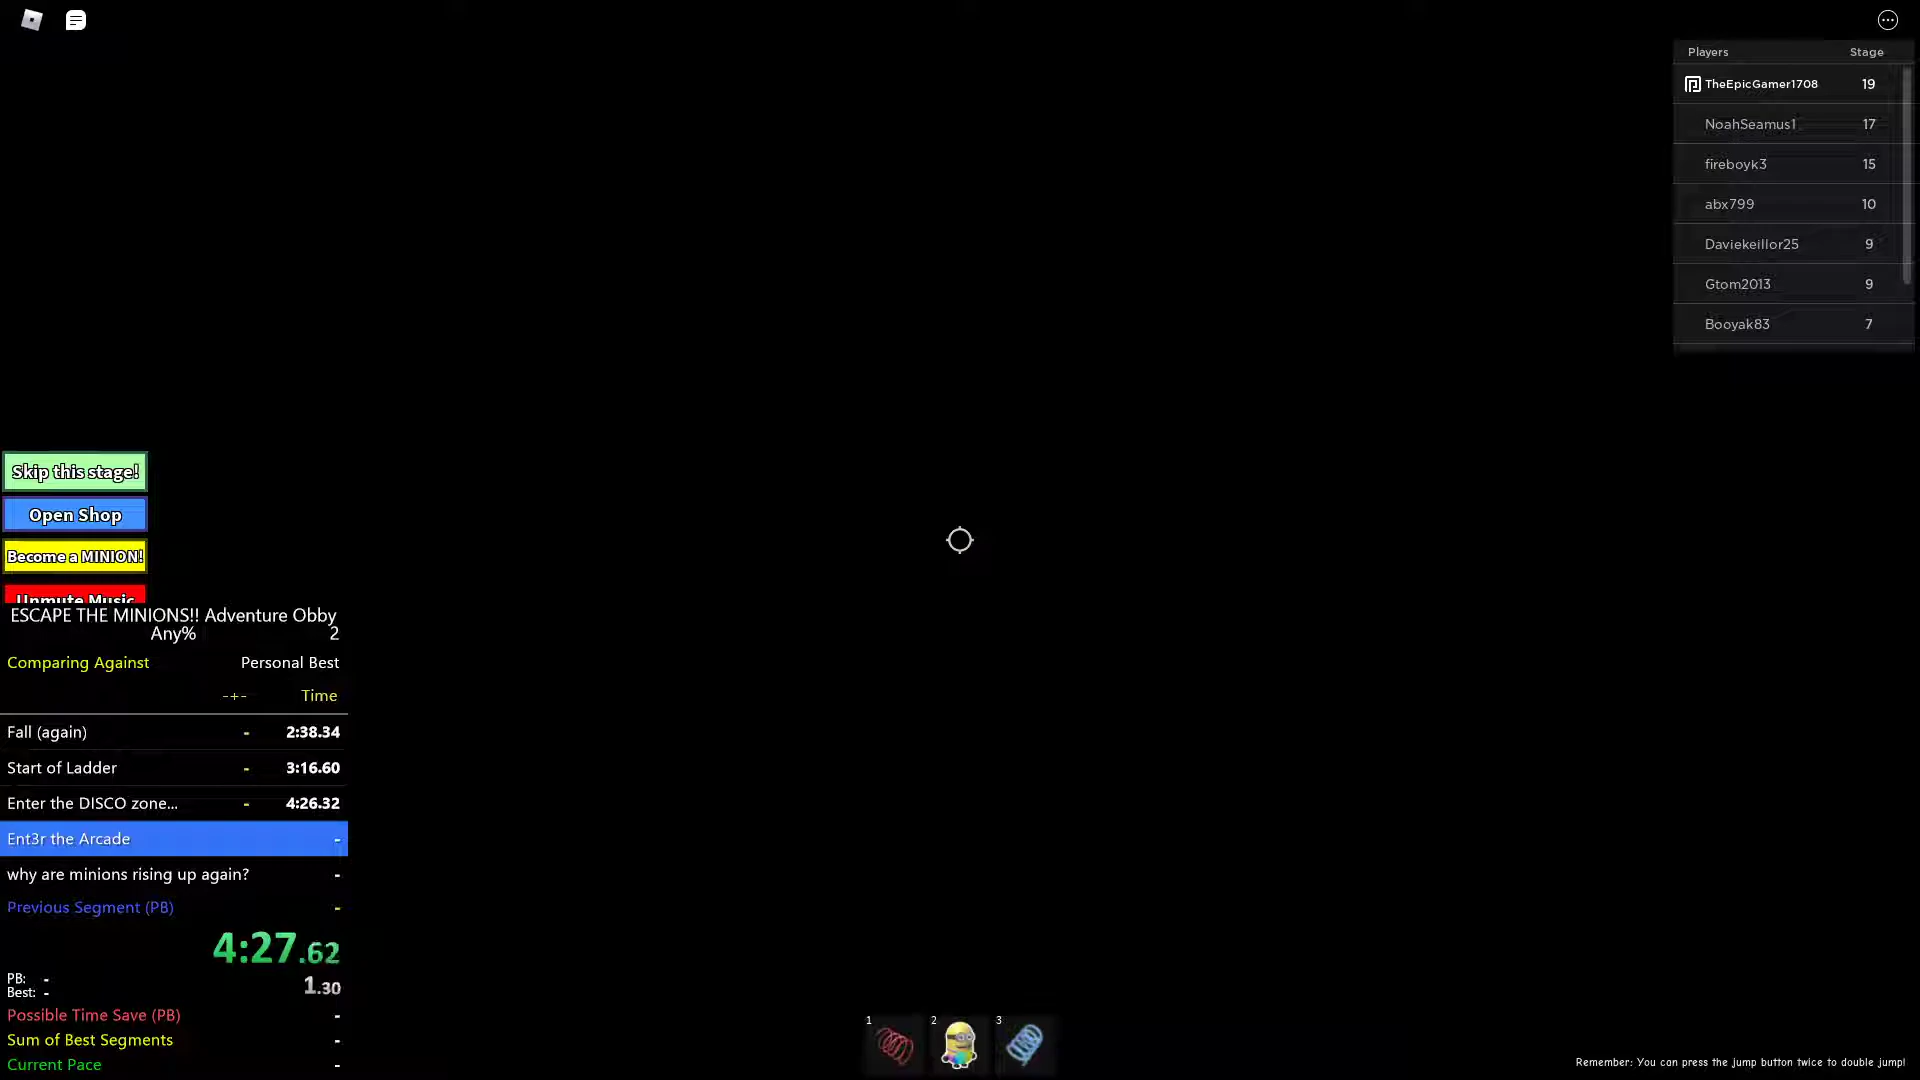 Players Stage
TheEpicGamer1708 19
NoahSeamus1 17
fireboyk3 15
abx799 10
Daviekeillor25 9
Gtom2013 9
Booyak83 7
Skip this stage!
Open Shop
Become a MINION!
Unmute Music
ESCAPE THE MINIONS!! Adventure Obby
Any% 2
Comparing Against Personal Best
-+- Time
Fall (again) - 2:38.34
Start of Ladder - 3:16.60
Enter the DISCO zone... - 4:26.32
Ent3r the Arcade -
why are minions rising up again? -
Previous Segment (PB) -
4:27.62
PB: -
Best: - 1.30
Possible Time Save (PB) -
Sum of Best Segments -
Current Pace -
1 2 3
Remember: You can press the jump button twice to double jump!